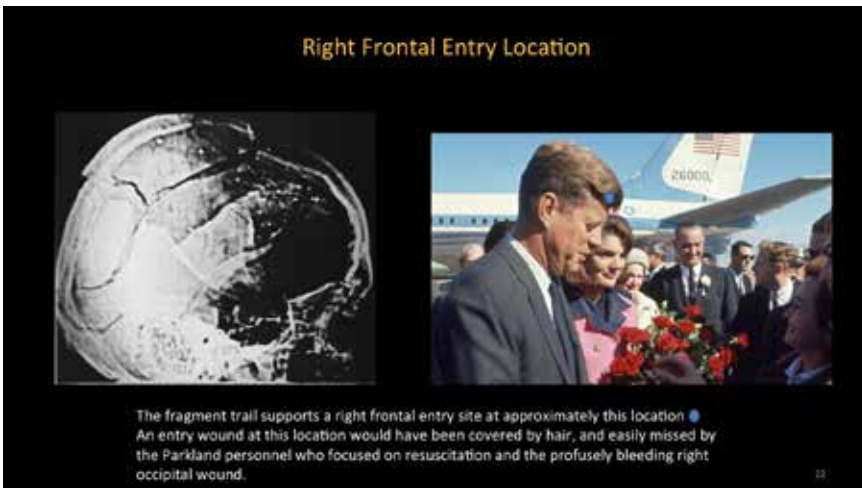 Right Frontal Entry Location
26000
The fragment trail supports a right frontal entry site at approximately this location
An entry wound at this location would have been covered by hair, and easily missed by
the Parkland personnel who focused on resuscitation and the profusely bleeding right
occipital wound.
22